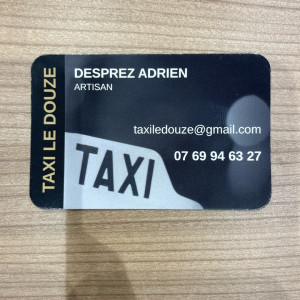 TAXI LE DOUZE
DESPREZ ADRIEN
ARTISAN
taxiledouze@gmail.com
07 69 94 63 27
TAXI